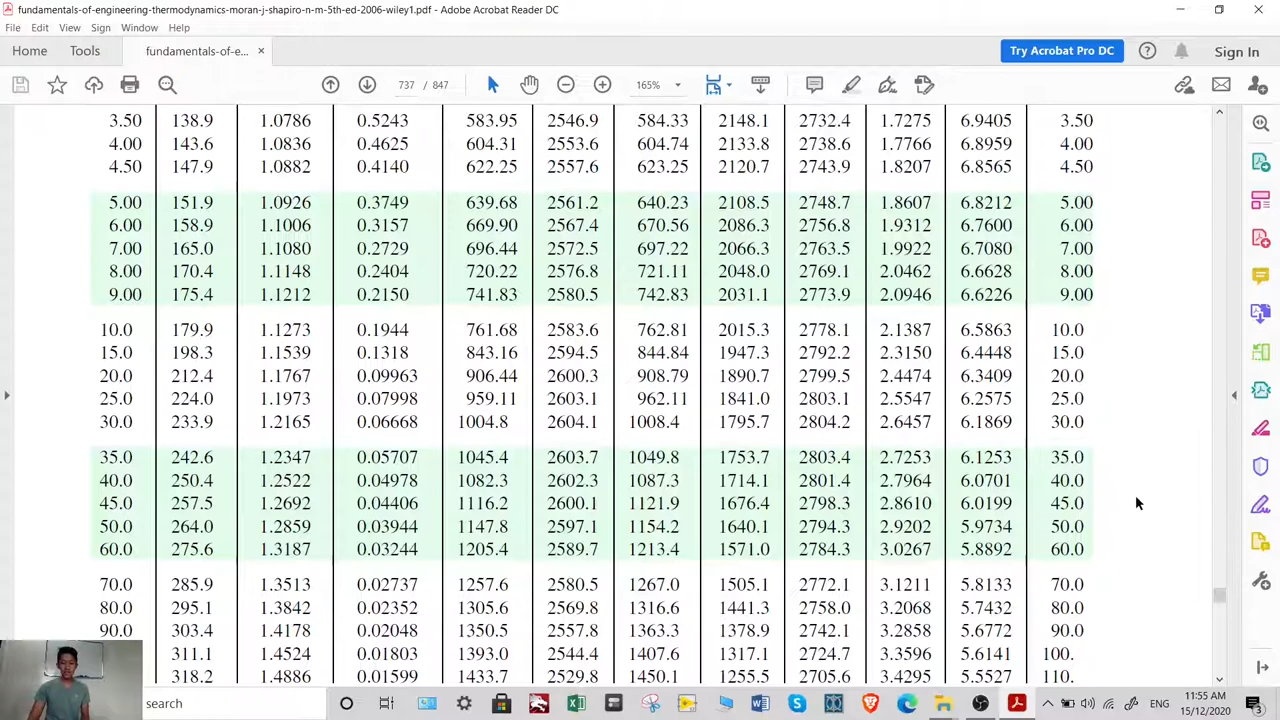 fundamentals-of-engineering-thermodynamics-moran-j-shapiro-n-m-5th-ed-2006-wiley1.pdf - Adobe Acrobat Reader DC
File Edit View Sign Window Help
Home Tools fundamentals-of-e... × Try Acrobat Pro DC Sign In
737 / 847 165%
3.50 138.9 1.0786 0.5243 583.95 2546.9 584.33 2148.1 2732.4 1.7275 6.9405 3.50
4.00 143.6 1.0836 0.4625 604.31 2553.6 604.74 2133.8 2738.6 1.7766 6.8959 4.00
4.50 147.9 1.0882 0.4140 622.25 2557.6 623.25 2120.7 2743.9 1.8207 6.8565 4.50
5.00 151.9 1.0926 0.3749 639.68 2561.2 640.23 2108.5 2748.7 1.8607 6.8212 5.00
6.00 158.9 1.1006 0.3157 669.90 2567.4 670.56 2086.3 2756.8 1.9312 6.7600 6.00
7.00 165.0 1.1080 0.2729 696.44 2572.5 697.22 2066.3 2763.5 1.9922 6.7080 7.00
8.00 170.4 1.1148 0.2404 720.22 2576.8 721.11 2048.0 2769.1 2.0462 6.6628 8.00
9.00 175.4 1.1212 0.2150 741.83 2580.5 742.83 2031.1 2773.9 2.0946 6.6226 9.00
10.0 179.9 1.1273 0.1944 761.68 2583.6 762.81 2015.3 2778.1 2.1387 6.5863 10.0
15.0 198.3 1.1539 0.1318 843.16 2594.5 844.84 1947.3 2792.2 2.3150 6.4448 15.0
20.0 212.4 1.1767 0.09963 906.44 2600.3 908.79 1890.7 2799.5 2.4474 6.3409 20.0
25.0 224.0 1.1973 0.07998 959.11 2603.1 962.11 1841.0 2803.1 2.5547 6.2575 25.0
30.0 233.9 1.2165 0.06668 1004.8 2604.1 1008.4 1795.7 2804.2 2.6457 6.1869 30.0
35.0 242.6 1.2347 0.05707 1045.4 2603.7 1049.8 1753.7 2803.4 2.7253 6.1253 35.0
40.0 250.4 1.2522 0.04978 1082.3 2602.3 1087.3 1714.1 2801.4 2.7964 6.0701 40.0
45.0 257.5 1.2692 0.04406 1116.2 2600.1 1121.9 1676.4 2798.3 2.8610 6.0199 45.0
50.0 264.0 1.2859 0.03944 1147.8 2597.1 1154.2 1640.1 2794.3 2.9202 5.9734 50.0
60.0 275.6 1.3187 0.03244 1205.4 2589.7 1213.4 1571.0 2784.3 3.0267 5.8892 60.0
70.0 285.9 1.3513 0.02737 1257.6 2580.5 1267.0 1505.1 2772.1 3.1211 5.8133 70.0
80.0 295.1 1.3842 0.02352 1305.6 2569.8 1316.6 1441.3 2758.0 3.2068 5.7432 80.0
90.0 303.4 1.4178 0.02048 1350.5 2557.8 1363.3 1378.9 2742.1 3.2858 5.6772 90.0
311.1 1.4524 0.01803 1393.0 2544.4 1407.6 1317.1 2724.7 3.3596 5.6141 100.
318.2 1.4886 0.01599 1433.7 2529.8 1450.1 1255.5 2705.6 3.4295 5.5527 110.
search ENG 11:55 AM
15/12/2020